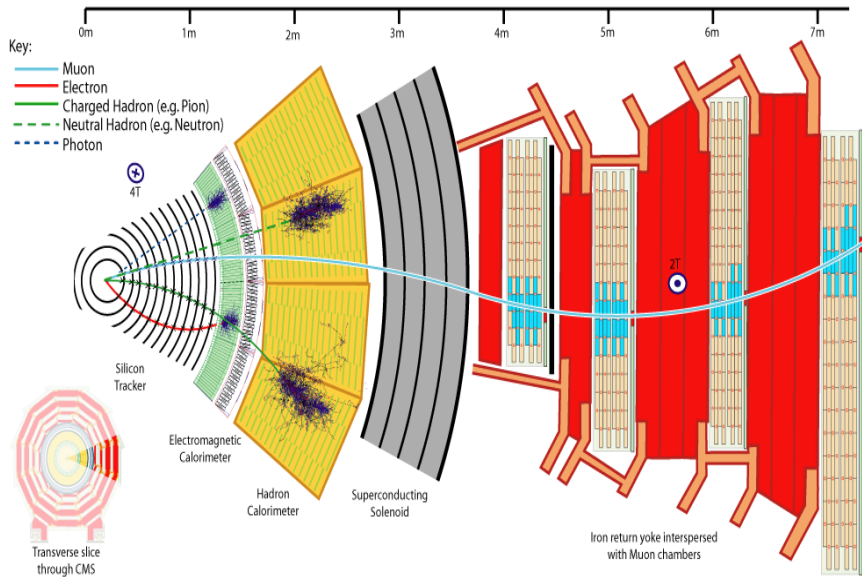 0m 1m 2m 3m 4m 5m 6m 7m
Key:
Muon
Electron
Charged Hadron (e.g. Pion)
Neutral Hadron (e.g. Neutron)
Photon
4T
2T
Silicon
Tracker
Electromagnetic
Calorimeter
Hadron
Calorimeter
Superconducting
Solenoid
Iron return yoke interspersed
with Muon chambers
Transverse slice
through CMS